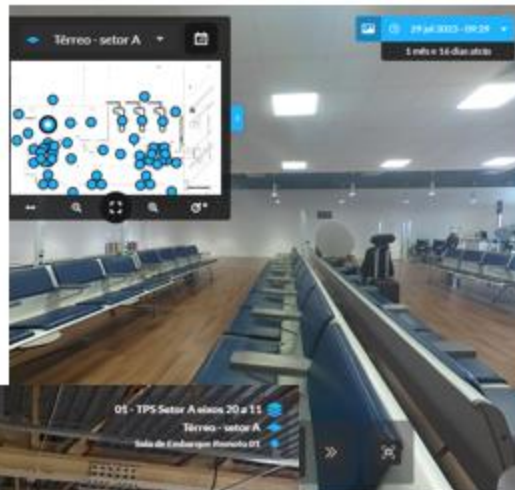 Térreo - setor A
29 jul 2023 - 09:29
1 mês e 16 dias atrás
01 - TPS Setor A eixos 20 a 11
Térreo - setor A
Sala de Embarque Remoto 01